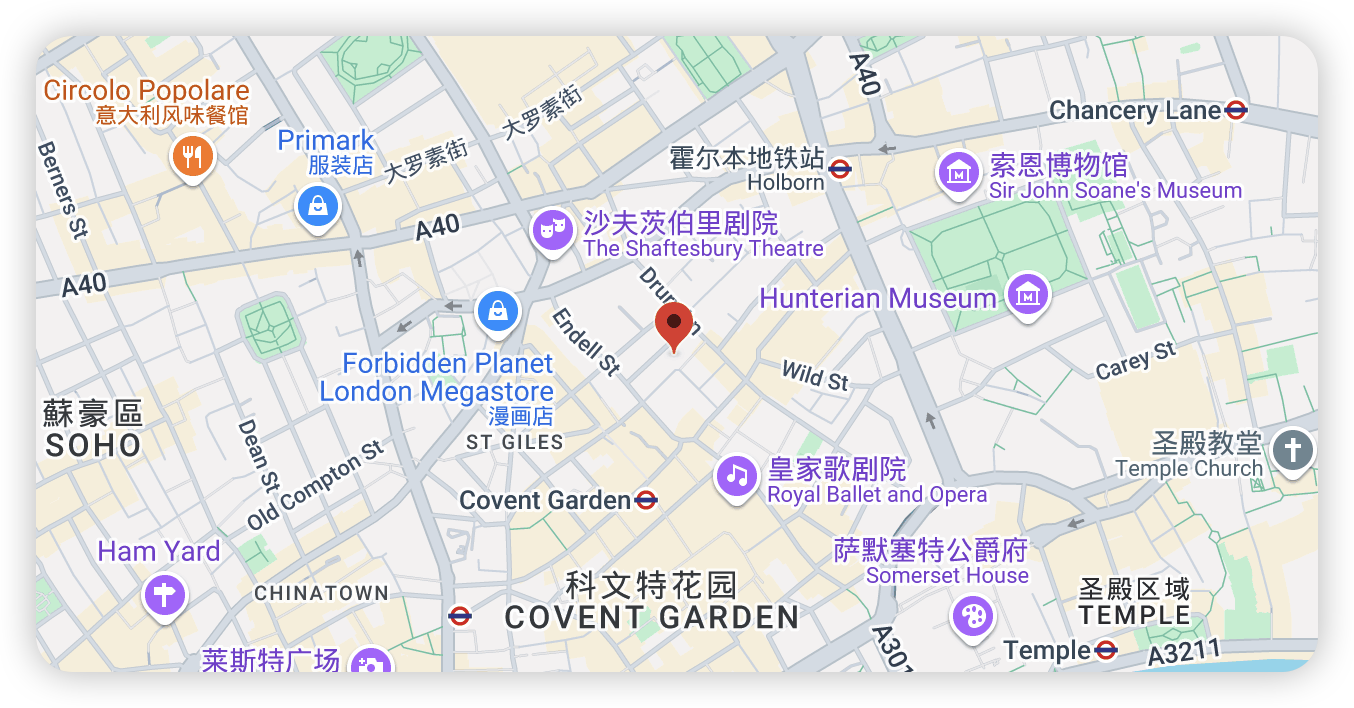 Circolo Popolare
意大利风味餐馆
Primark
服装店
大罗素街
大罗素街
A40
Chancery Lane
Berners St
霍尔本地铁站
Holborn
索恩博物馆
Sir John Soane's Museum
A40
沙夫茨伯里剧院
The Shaftesbury Theatre
A40
Hunterian Museum
Endell St
Forbidden Planet
London Megastore
漫画店
Wild St
Carey St
蘇豪區
SOHO
Dean St
Old Compton St
ST GILES
圣殿教堂
Temple Church
皇家歌剧院
Royal Ballet and Opera
Covent Garden
Ham Yard
萨默塞特公爵府
Somerset House
CHINATOWN
科文特花园
COVENT GARDEN
圣殿区域
TEMPLE
莱斯特广场
A301
Temple
A3211